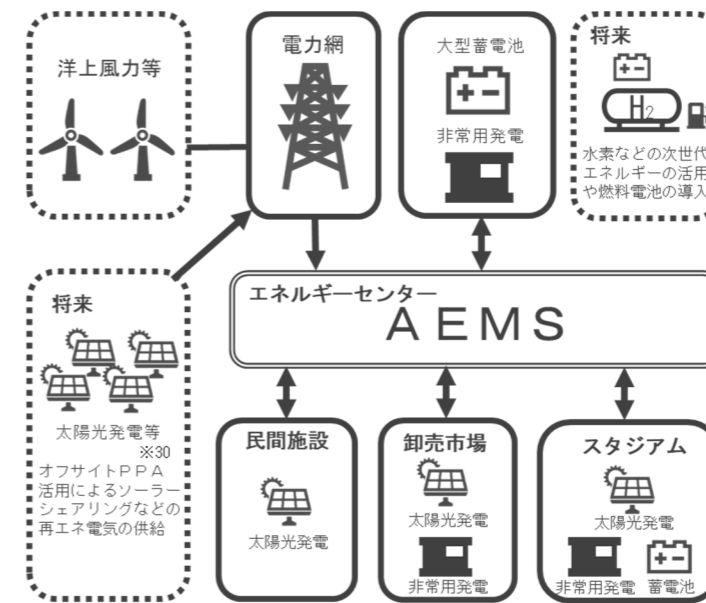 洋上風力等
電力網
大型蓄電池
非常用発電
将来
H2
水素などの次世代
エネルギーの活用
や燃料電池の導入
エネルギーセンター
AEMS
将来
太陽光発電等
※30
オフサイトPPA
活用によるソーラー
シェアリングなどの
再エネ電気の供給
民間施設
太陽光発電
卸売市場
太陽光発電
非常用発電
スタジアム
太陽光発電
非常用発電 蓄電池